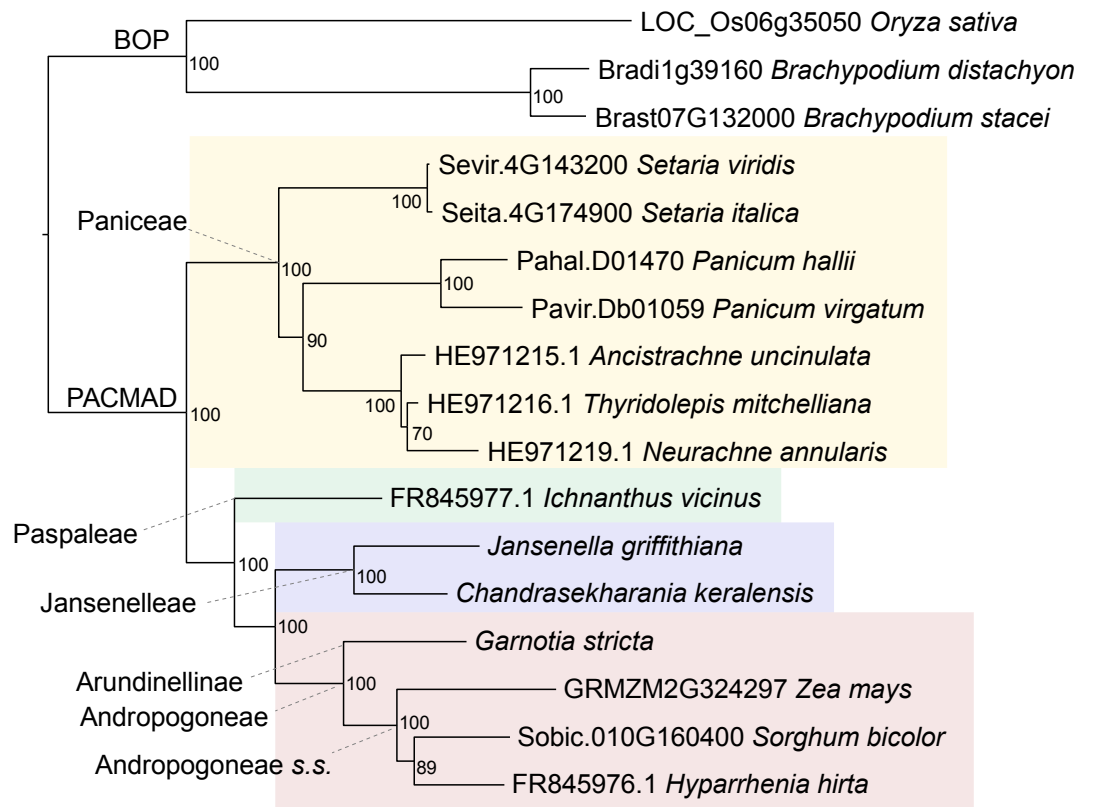 LOC_Os06g35050 Oryza sativa
BOP
100
Bradi1g39160 Brachypodium distachyon
100
Brast07G132000 Brachypodium stacei
Sevir.4G143200 Setaria viridis
100
Seita.4G174900 Setaria italica
Paniceae
100
Pahal.D01470 Panicum hallii
100
Pavir.Db01059 Panicum virgatum
90
HE971215.1 Ancistrachne uncinulata
PACMAD
100
100
HE971216.1 Thyridolepis mitchelliana
70
HE971219.1 Neurachne annularis
FR845977.1 Ichnanthus vicinus
Paspaleae
100
Jansenella griffithiana
100
Chandrasekharania keralensis
Jansenelleae
100
Garnotia stricta
Arundinellinae
100
GRMZM2G324297 Zea mays
Andropogoneae
100
Sobic.010G160400 Sorghum bicolor
Andropogoneae s.s.
89
FR845976.1 Hyparrhenia hirta